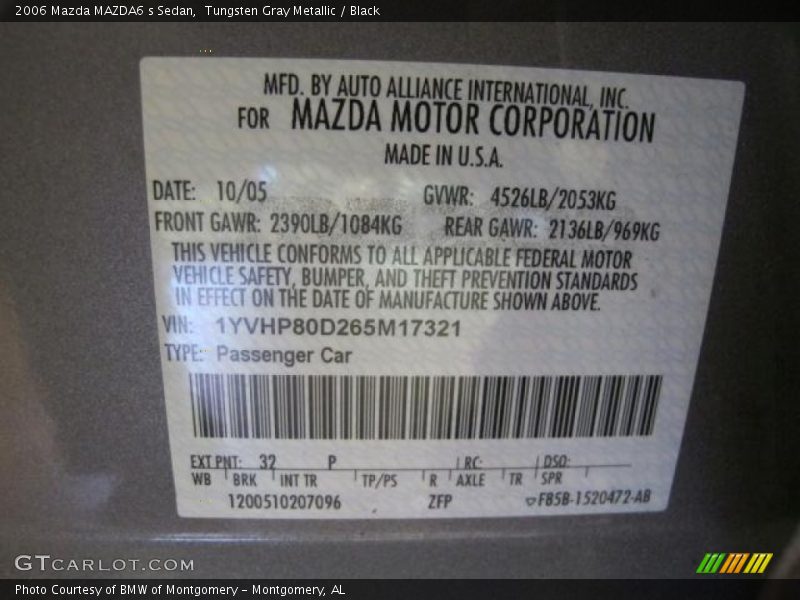 2006 Mazda MAZDA6 s Sedan,  Tungsten Gray Metallic / Black
MFD. BY AUTO ALLIANCE INTERNATIONAL, INC.
FOR MAZDA MOTOR CORPORATION
MADE IN U.S.A.
DATE: 10/05 GVWR: 4526LB/2053KG
FRONT GAWR: 2390LB/1084KG REAR GAWR: 2136LB/969KG
THIS VEHICLE CONFORMS TO ALL APPLICABLE FEDERAL MOTOR
VEHICLE SAFETY, BUMPER, AND THEFT PREVENTION STANDARDS
IN EFFECT ON THE DATE OF MANUFACTURE SHOWN ABOVE.
VIN: 1YVHP80D265M17321
TYPE: Passenger Car
EXT PNT: 32 P RC: DSO:
WB BRK INT TR TP/PS R AXLE TR SPR
1200510207096 ZFP F85B-1520472-AB
GTCARLOT.COM
Photo Courtesy of BMW of Montgomery – Montgomery, AL